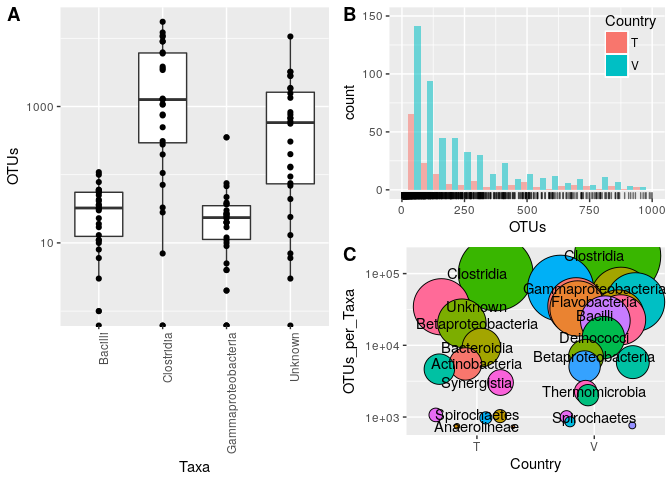 A
OTUs
1000
10
Bacilli
Clostridia
Gammaproteobacteria
Unknown
Taxa
B
count
150
100
50
0
0
250
500
750
1000
OTUs
Country
T
V
C
OTUs_per_Taxa
1e+05
1e+04
1e+03
Clostridia
Clostridia
Gammaproteobacteria
Flavobacteria
Unknown
Bacilli
Betaproteobacteria
Deinococci
Bacteroidia
Betaproteobacteria
Actinobacteria
Synergistia
Thermomicrobia
Spirochaetes
Spirochaetes
Anaerolineae
T
V
Country